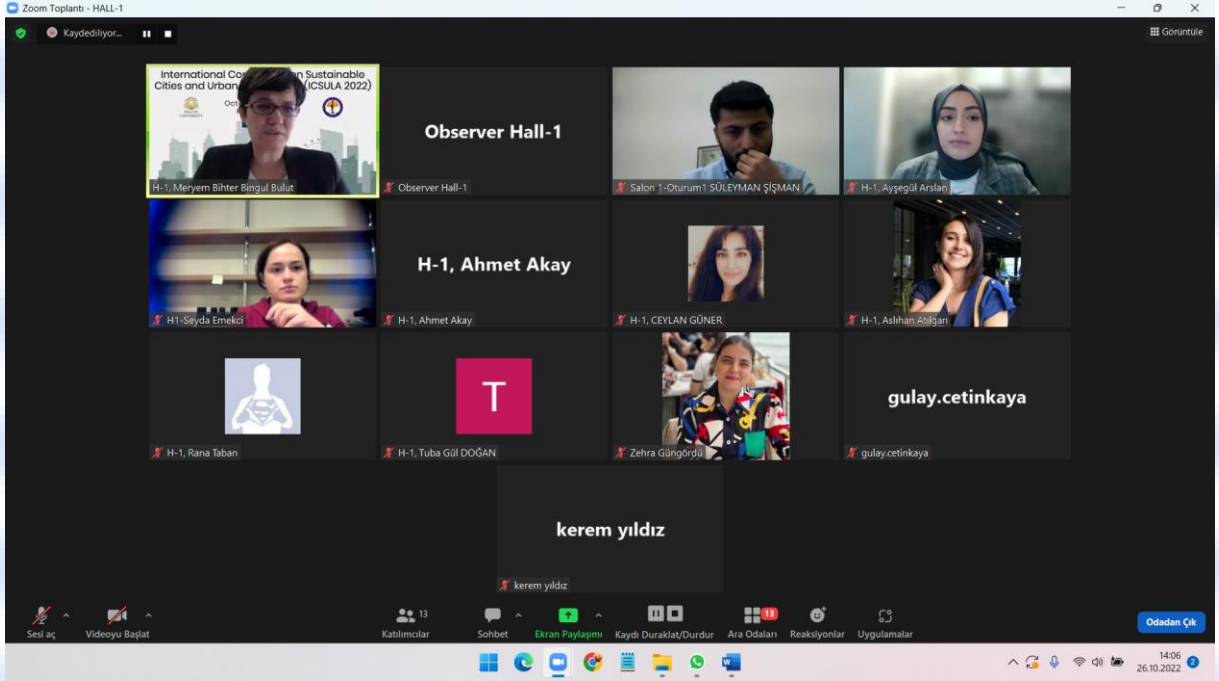 Zoom Toplantı - HALL-1
Kaydediliyor...
Görüntüle
International Co n Sustainable
Cities and Urban (ICSULA 2022)
Oct
H-1, Meryem Bihter Bingul Bulut
Observer Hall-1
Observer Hall-1
Salon 1-Oturum1 SÜLEYMAN ŞİŞMAN
H-1, Ayşegül Arslan
H1-Seyda Emekci
H-1, Ahmet Akay
H-1, Ahmet Akay
H-1, CEYLAN GÜNER
H-1, Aslıhan Atılgan
H-1, Rana Taban
T
H-1, Tuba Gül DOĞAN
Zehra Güngördü
gulay.cetinkaya
gulay.cetinkaya
kerem yıldız
kerem yıldız
Sesi aç
Videoyu Başlat
13
Katılımcılar
Sohbet
Ekran Paylaşımı
Kaydı Duraklat/Durdur
13
Ara Odaları
Reaksiyonlar
Uygulamalar
Odadan Çık
14:06
26.10.2022
2